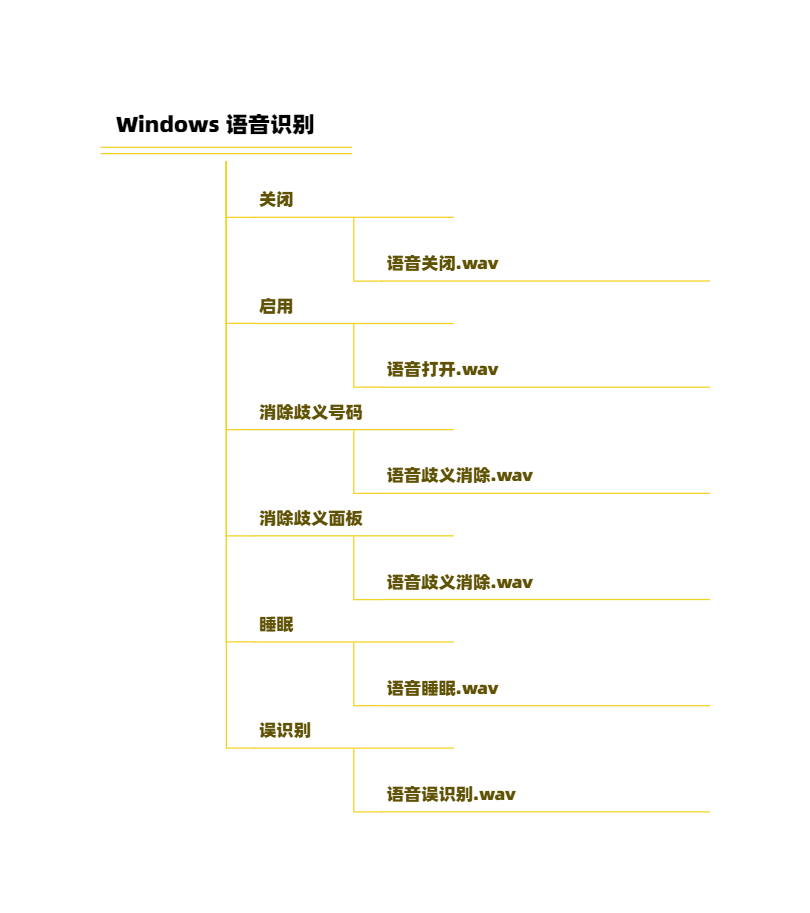 Windows 语音识别
关闭
语音关闭.wav
启用
语音打开.wav
消除歧义号码
语音歧义消除.wav
消除歧义面板
语音歧义消除.wav
睡眠
语音睡眠.wav
误识别
语音误识别.wav